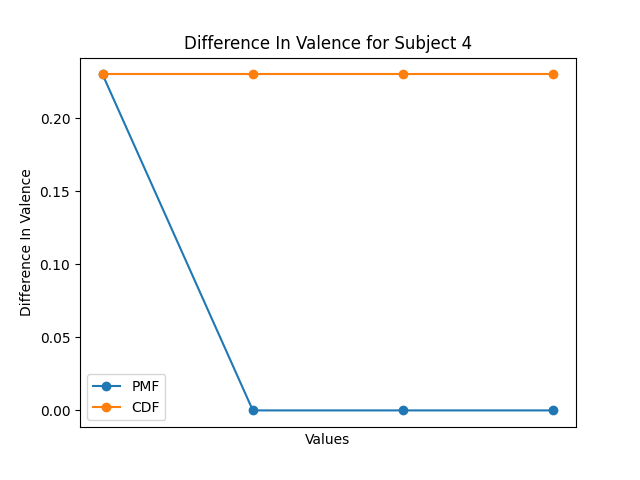 Difference In Valence for Subject 4
Difference In Valence
0.20
0.15
0.10
0.05
0.00
PMF
CDF
Values